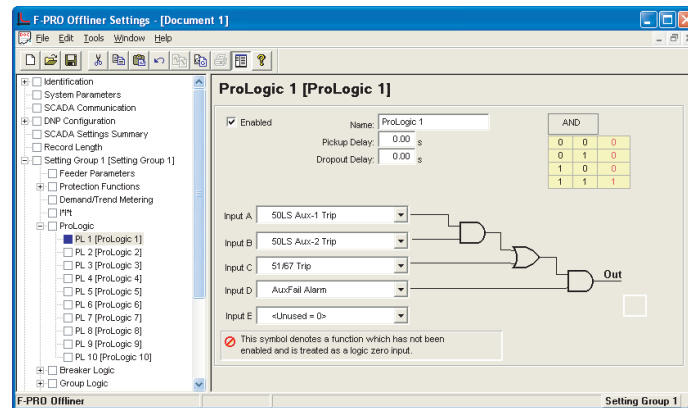 F-PRO Offliner Settings - [Document 1]
File Edit Tools Window Help
Identification
System Parameters
SCADA Communication
DNP Configuration
SCADA Settings Summary
Record Length
Setting Group 1 [Setting Group 1]
Feeder Parameters
Protection Functions
Demand/Trend Metering
I*I*t
ProLogic
PL 1 [ProLogic 1]
PL 2 [ProLogic 2]
PL 3 [ProLogic 3]
PL 4 [ProLogic 4]
PL 5 [ProLogic 5]
PL 6 [ProLogic 6]
PL 7 [ProLogic 7]
PL 8 [ProLogic 8]
PL 9 [ProLogic 9]
PL 10 [ProLogic 10]
Breaker Logic
Group Logic
ProLogic 1 [ProLogic 1]
Enabled
Name: ProLogic 1
Pickup Delay: 0.00 s
Dropout Delay: 0.00 s
AND
0 0 0
0 1 0
1 0 0
1 1 1
Input A 50LS Aux-1 Trip
Input B 50LS Aux-2 Trip
Input C 51/67 Trip
Input D AuxFail Alarm
Input E <Unused = 0>
Out
This symbol denotes a function which has not been
enabled and is treated as a logic zero input.
F-PRO Offliner
Setting Group 1